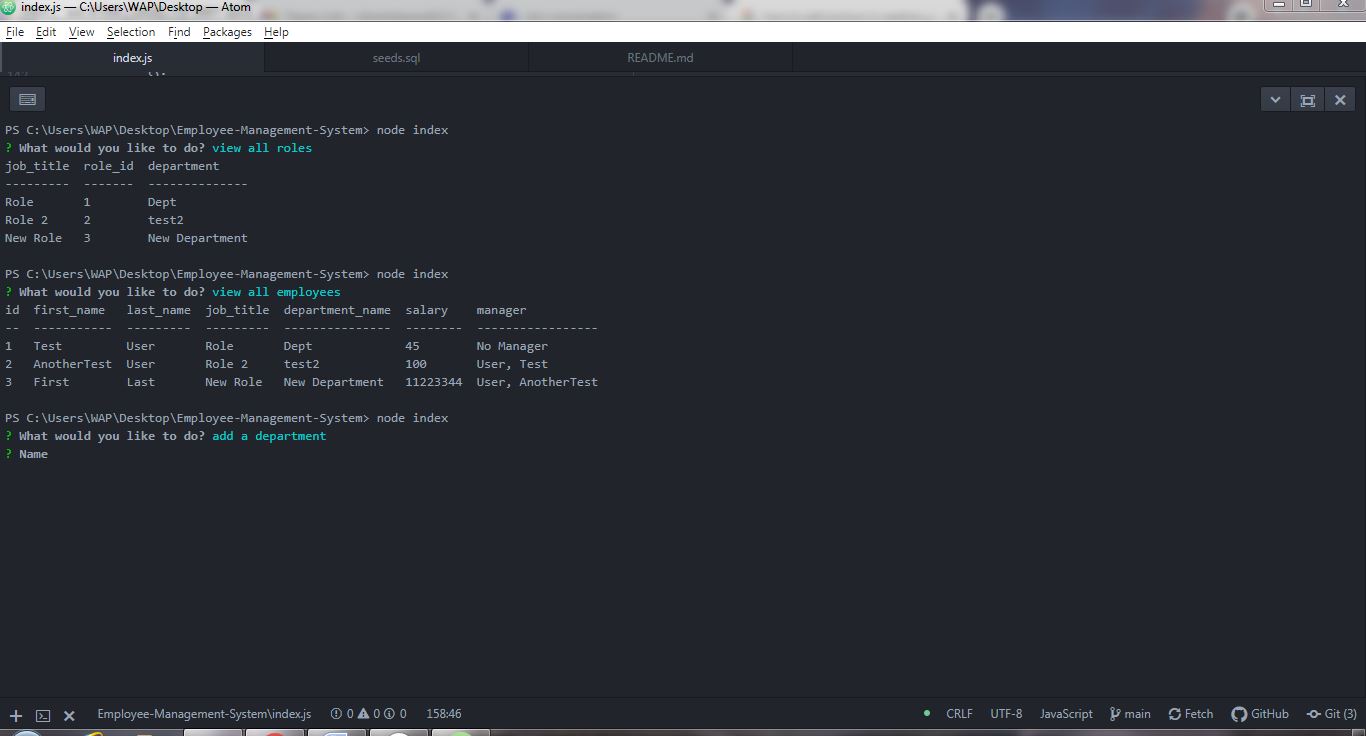 index.js — C:\Users\WAP\Desktop — Atom
File Edit View Selection Find Packages Help
index.js seeds.sql README.md
PS C:\Users\WAP\Desktop\Employee-Management-System> node index
? What would you like to do? view all roles
job_title  role_id  department
---------  -------  --------------
Role       1        Dept
Role 2     2        test2
New Role   3        New Department
PS C:\Users\WAP\Desktop\Employee-Management-System> node index
? What would you like to do? view all employees
id  first_name   last_name  job_title  department_name  salary    manager
--  -----------  ---------  ---------  ---------------  --------  -----------------
1   Test         User       Role       Dept             45        No Manager
2   AnotherTest  User       Role 2     test2            100       User, Test
3   First        Last       New Role   New Department   11223344  User, AnotherTest
PS C:\Users\WAP\Desktop\Employee-Management-System> node index
? What would you like to do? add a department
? Name
Employee-Management-System\index.js 0 0 0 158:46 CRLF UTF-8 JavaScript main Fetch GitHub Git (3)